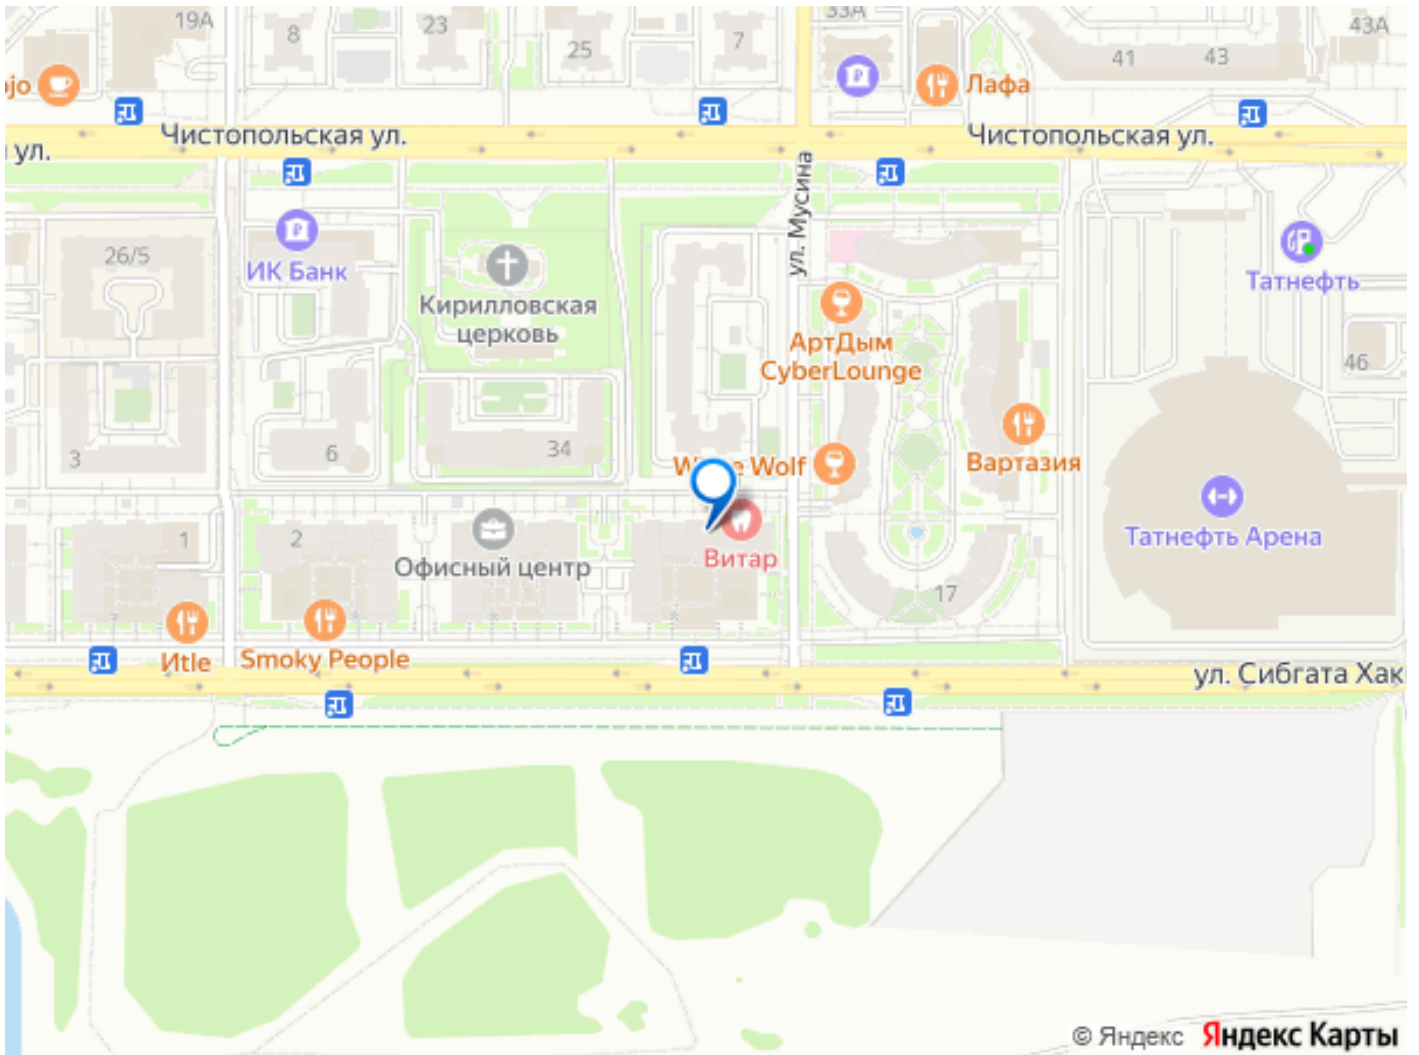 19А
8
23
25
7
33А
41
43
43А
ojo
Лафа
Чистопольская ул.
Чистопольская ул.
ул.
ул. Мусина
26/5
ИК Банк
Кирилловская
церковь
Татнефть
АртДым
CyberLounge
46
3
6
34
Wolf
Вартазия
1
2
Офисный центр
Витар
Татнефть Арена
17
Иtle
Smoky People
ул. Сибгата Хак
© Яндекс Яндекс Карты